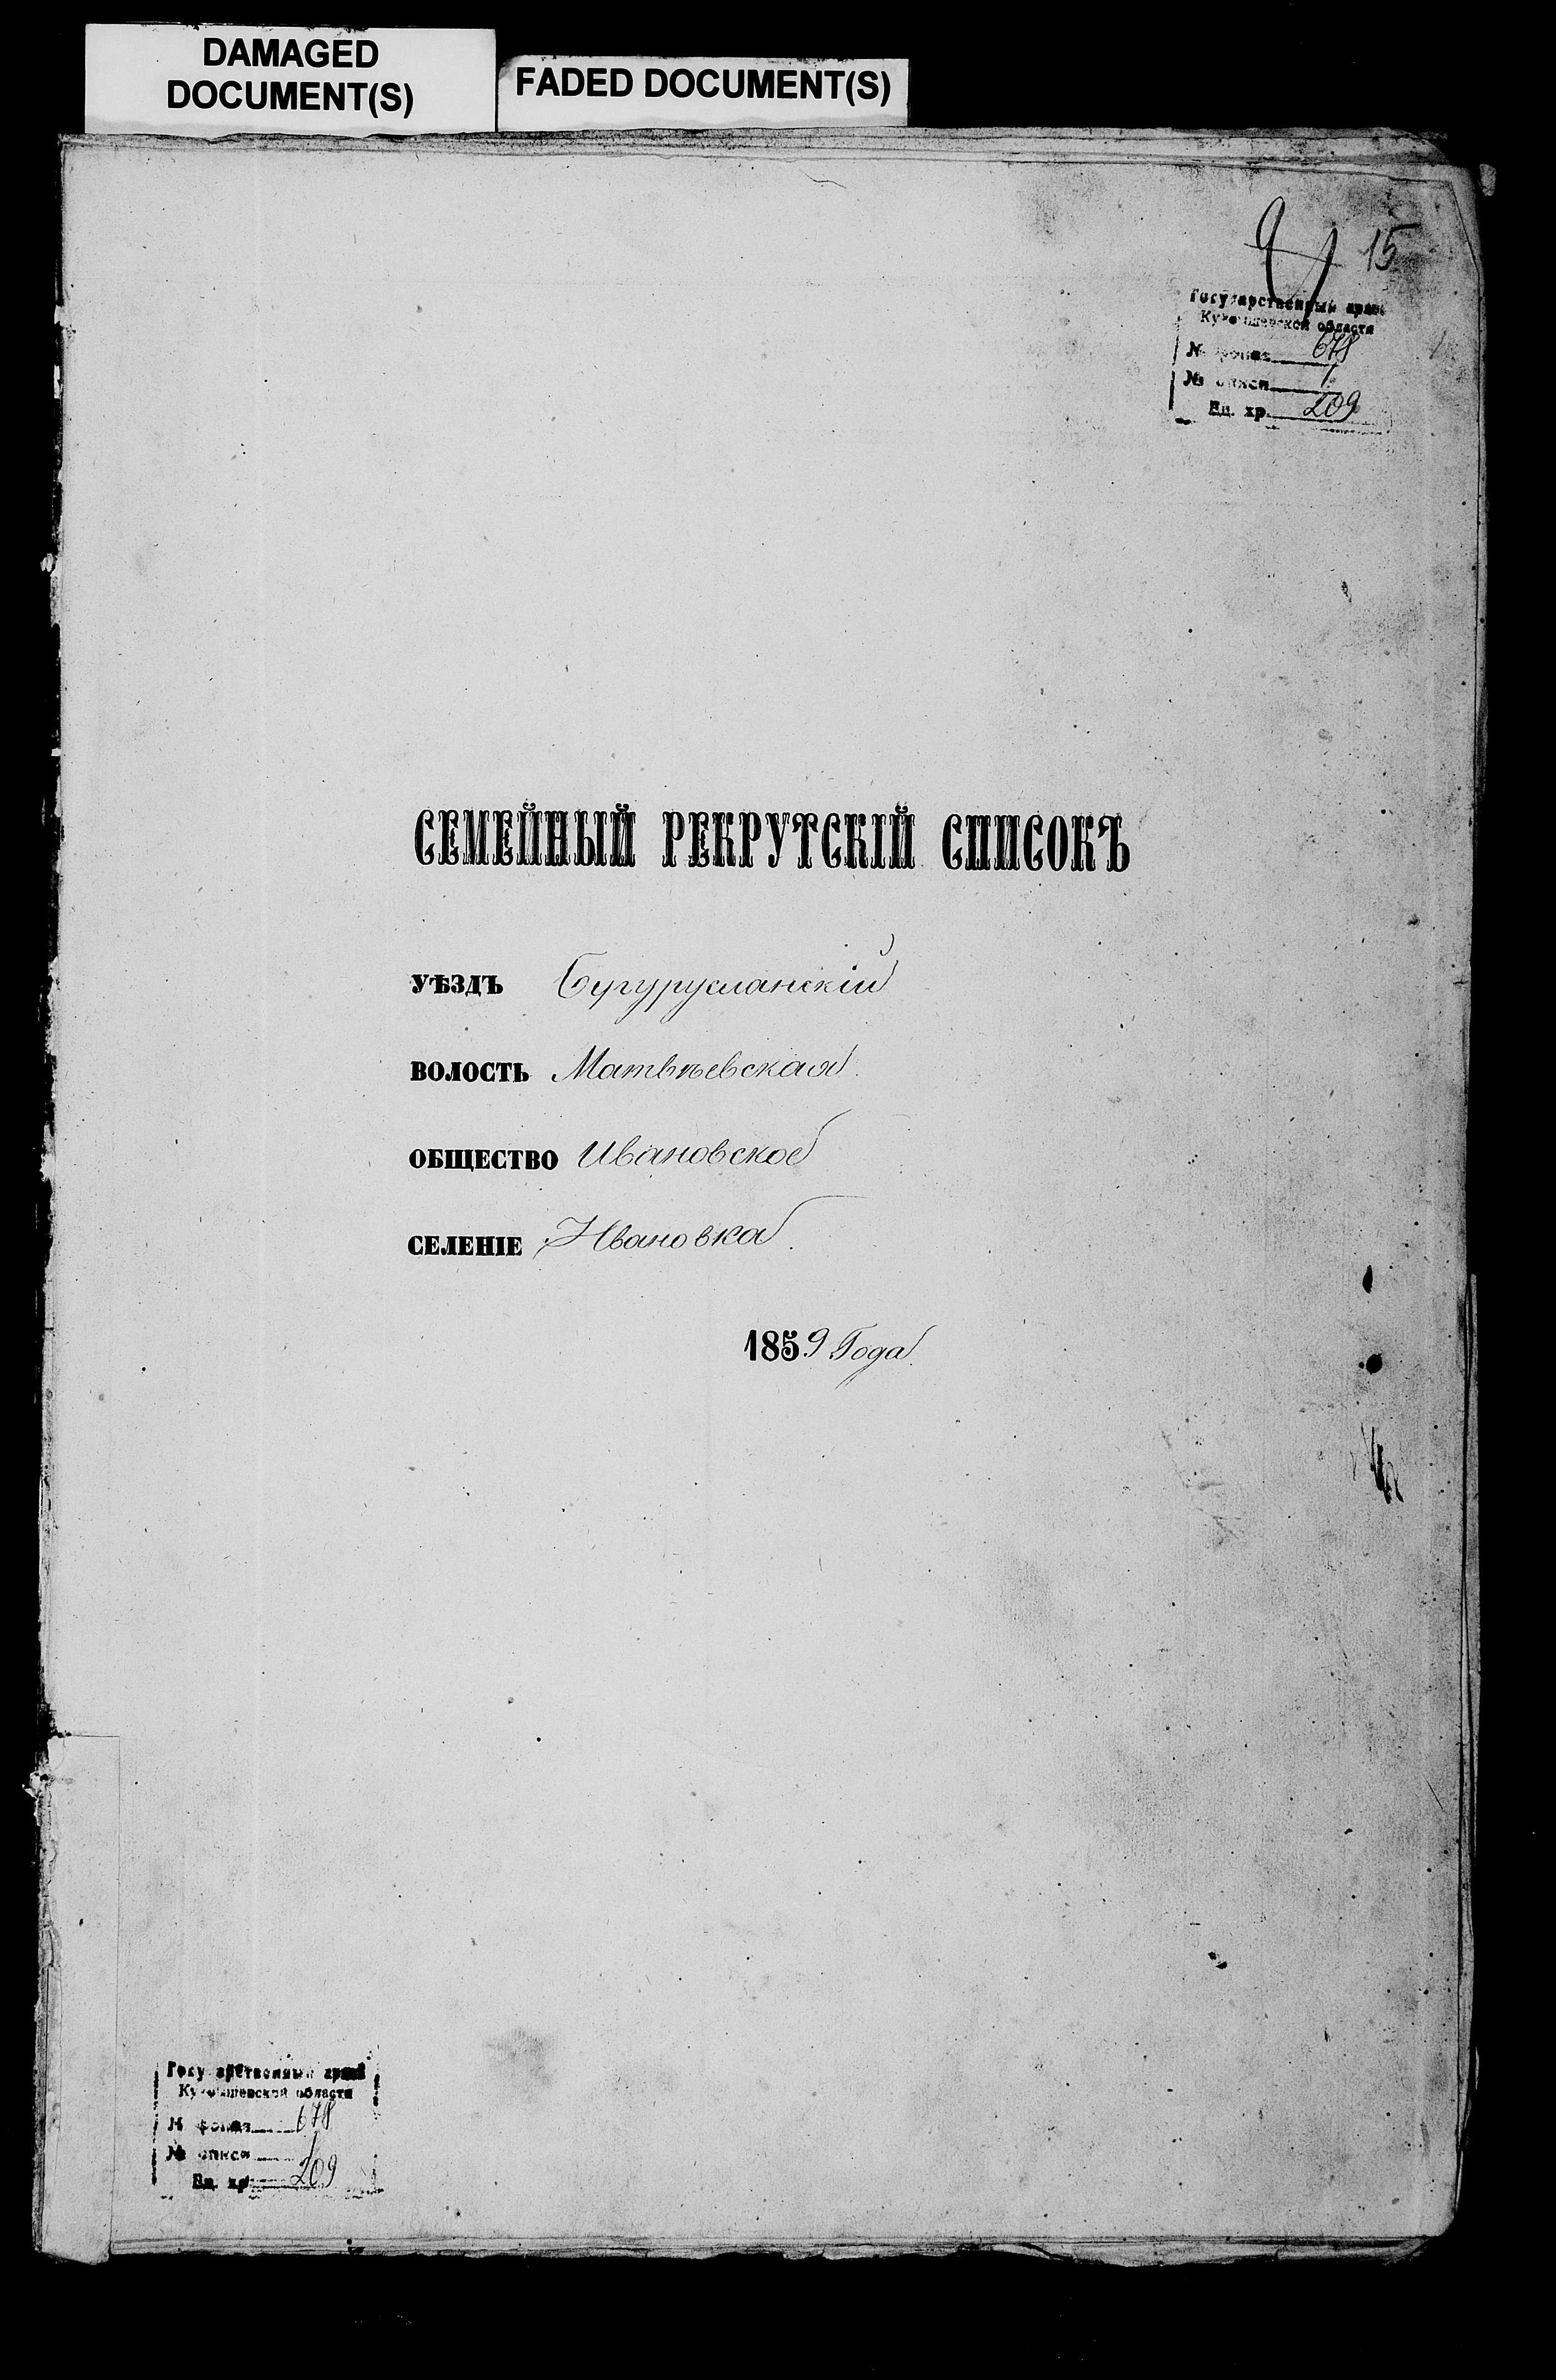 DAMAGED
DOCUMENT(S)
FADED DOCUMENT(S)
15
Государственный архив
Куйбышевской области
№ фонда 678
№ описи 1
Ед. хр. 209
СЕМЕЙНЫЙ РЕКРУТСКІЙ СПИСОКЪ
УѢЗДЪ Бугурусланскій
ВОЛОСТЬ Матвѣевская
ОБЩЕСТВО Ивановское
СЕЛЕНІЕ Ивановка
1859 Года
Государственный архив
Куйбышевской области
№ фонда 678
№ описи 1
Ед. хр. 209